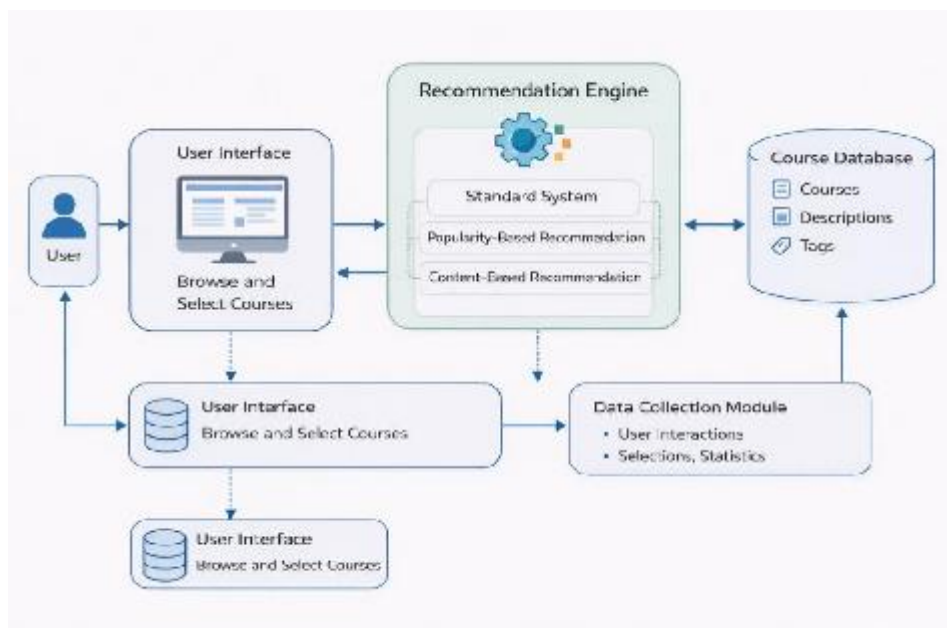 Recommendation Engine
User Interface
Course Database
Standard System
Courses
Descriptions
Tags
Popularity-Based Recommendation
User
Content-Based Recommendation
Browse and
Select Courses
User Interface
Browse and Select Courses
Data Collection Module
• User Interactions
• Selections, Statistics
User Interface
Browse and Select Courses